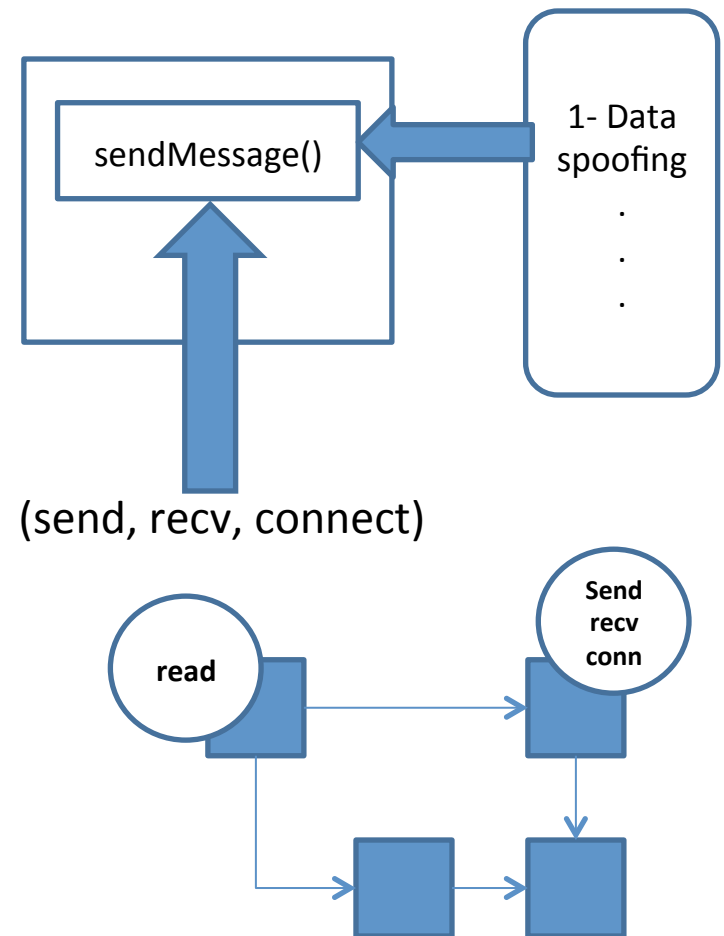 sendMessage()
1- Data
spoofing
.
.
.
(send, recv, connect)
read
Send
recv
conn